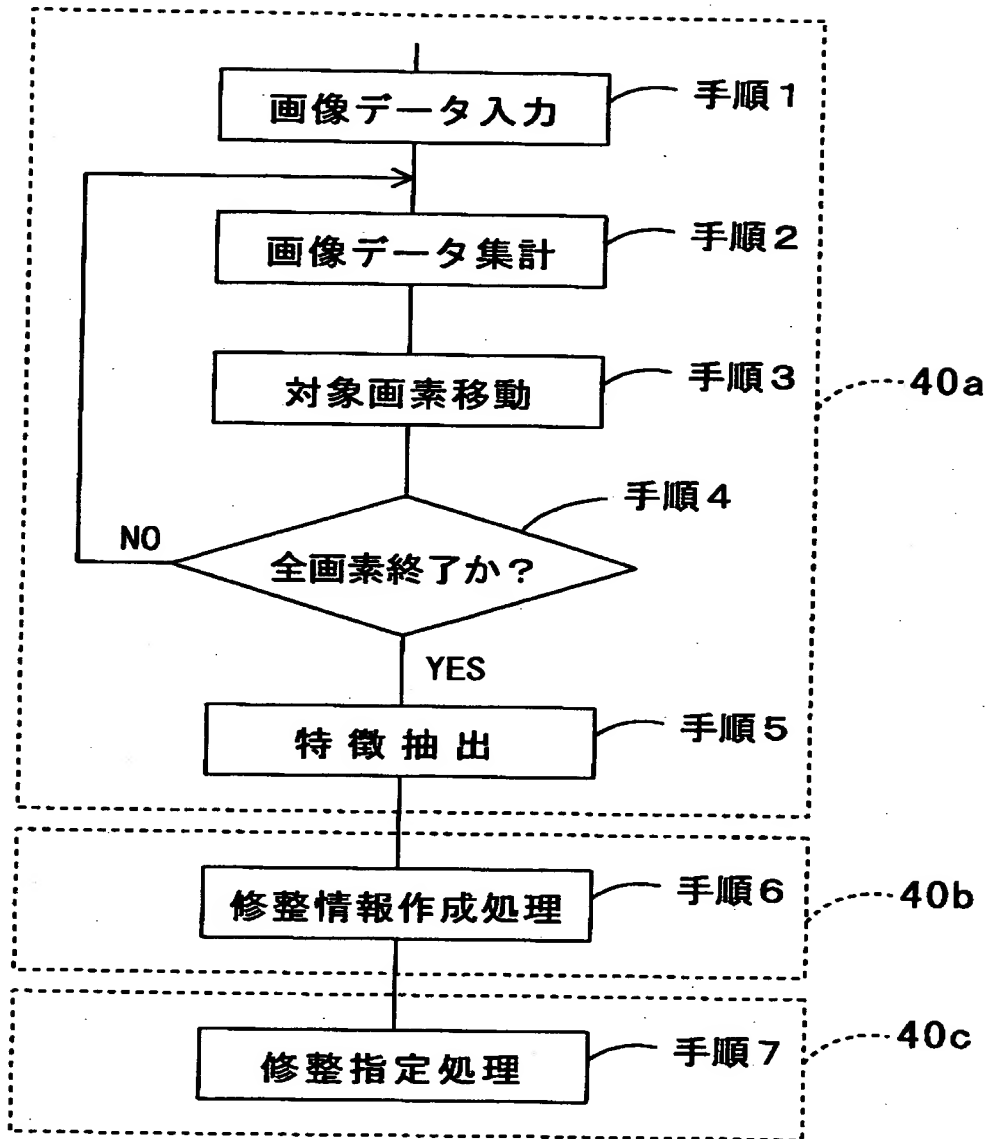 画像データ入力
手順1
画像データ集計
手順2
対象画素移動
手順3
40a
手順4
NO
全画素終了か?
YES
特徴抽出
手順5
修整情報作成処理
手順6
40b
修整指定処理
手順7
40c